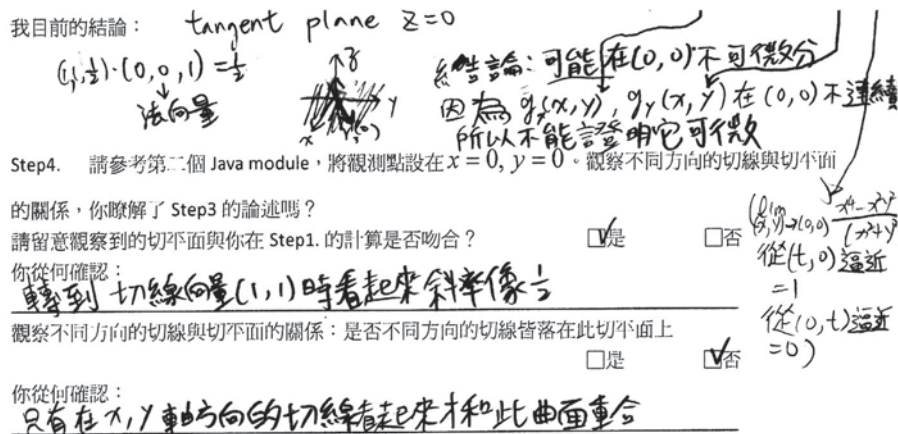 我目前的結論： tangent plane z=0
(1,1,½)·(0,0,1)=½
法向量
z
y
x
結論：可能在(0,0)不可微分
因為 gₓ(x,y), g_y(x,y) 在 (0,0) 不連續
所以不能證明它可微
Step4. 請參考第二個 Java module，將觀測點設在 x = 0, y = 0。觀察不同方向的切線與切平面
的關係，你瞭解了 Step3 的論述嗎？
請留意觀察到的切平面與你在 Step1. 的計算是否吻合？ ☑是 □否
你從何確認：
轉到切線向量(1,1)時看起來斜率像½
觀察不同方向的切線與切平面的關係：是否不同方向的切線皆落在此切平面上
□是 ☑否
你從何確認：
只有在x,y軸方向的切線看起來才和此曲面重合
(lim (x,y)→(0,0)
從(t,0)逼近
=1
從(0,t)逼近
=0)